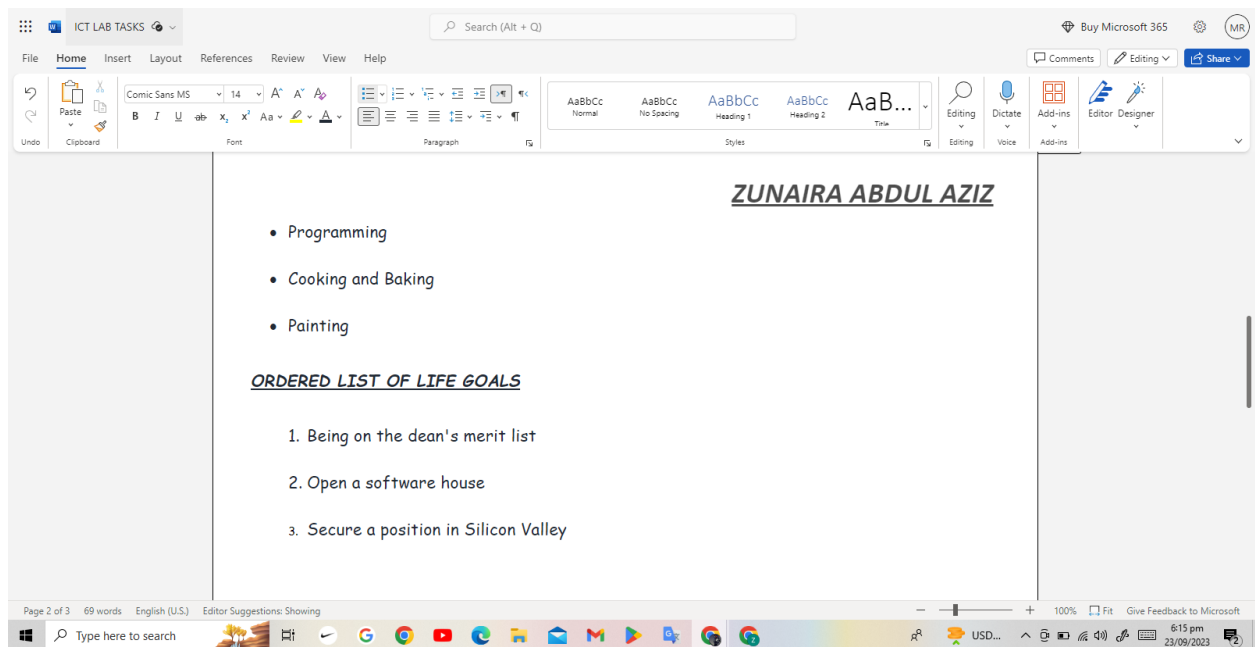 ICT LAB TASKS
Search (Alt + Q)
Buy Microsoft 365
MR
File Home Insert Layout References Review View Help
Comments Editing Share
Paste
Comic Sans MS 14 A A A
B I U ab x₂ x² Aa A
AaBbCc AaBbCc AaBbCc AaBbCc AaB...
Normal No Spacing Heading 1 Heading 2 Title
Editing Dictate Add-ins Editor Designer
Undo Clipboard Font Paragraph Styles Editing Voice Add-ins
ZUNAIRA ABDUL AZIZ
• Programming
• Cooking and Baking
• Painting
ORDERED LIST OF LIFE GOALS
1. Being on the dean's merit list
2. Open a software house
3. Secure a position in Silicon Valley
Page 2 of 3 69 words English (U.S.) Editor Suggestions: Showing
100% Fit Give Feedback to Microsoft
Type here to search
USD...
6:15 pm
23/09/2023
2